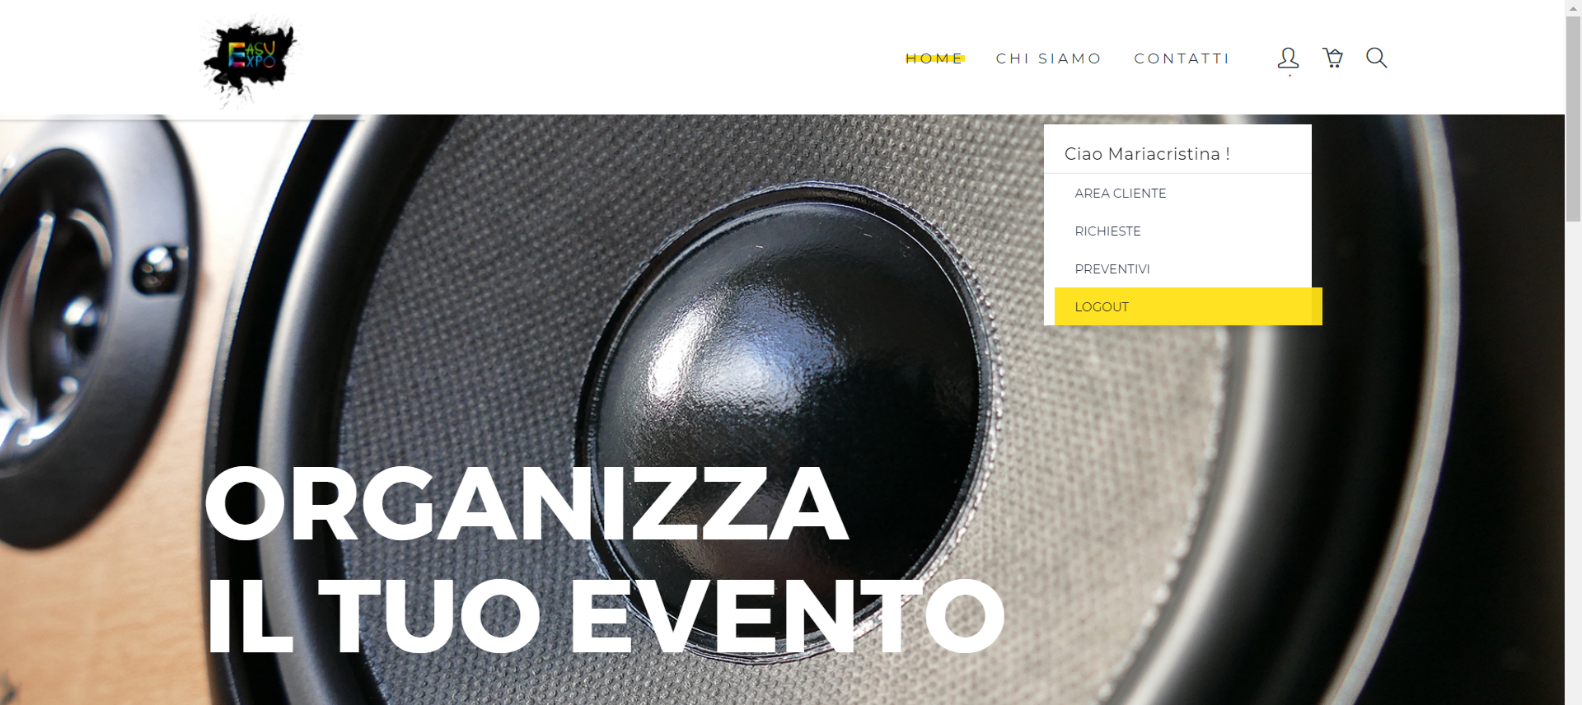 EASY
EXPO
HOME
CHI SIAMO
CONTATTI
Ciao Mariacristina !
AREA CLIENTE
RICHIESTE
PREVENTIVI
LOGOUT
ORGANIZZA
IL TUO EVENTO